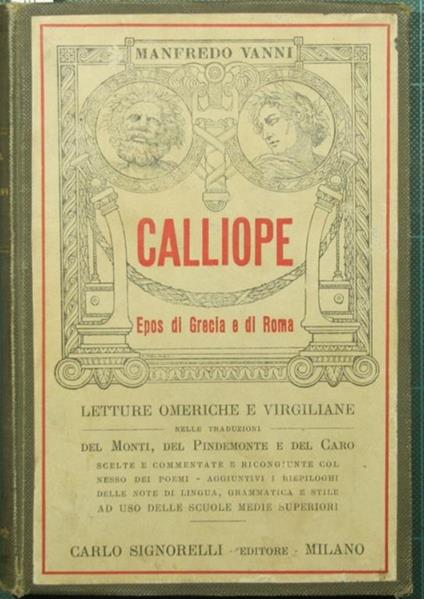 MANFREDO VANNI
CALLIOPE
Epos di Grecia e di Roma
LETTURE OMERICHE E VIRGILIANE
NELLE TRADUZIONI
DEL MONTI, DEL PINDEMONTE E DEL CARO
SCELTE E COMMENTATE E RICONGIUNTE COL
NESSO DEI POEMI - AGGIUNTIVI I RIEPILOGHI
DELLE NOTE DI LINGUA, GRAMMATICA E STILE
AD USO DELLE SCUOLE MEDIE SUPERIORI
CARLO SIGNORELLI - EDITORE - MILANO